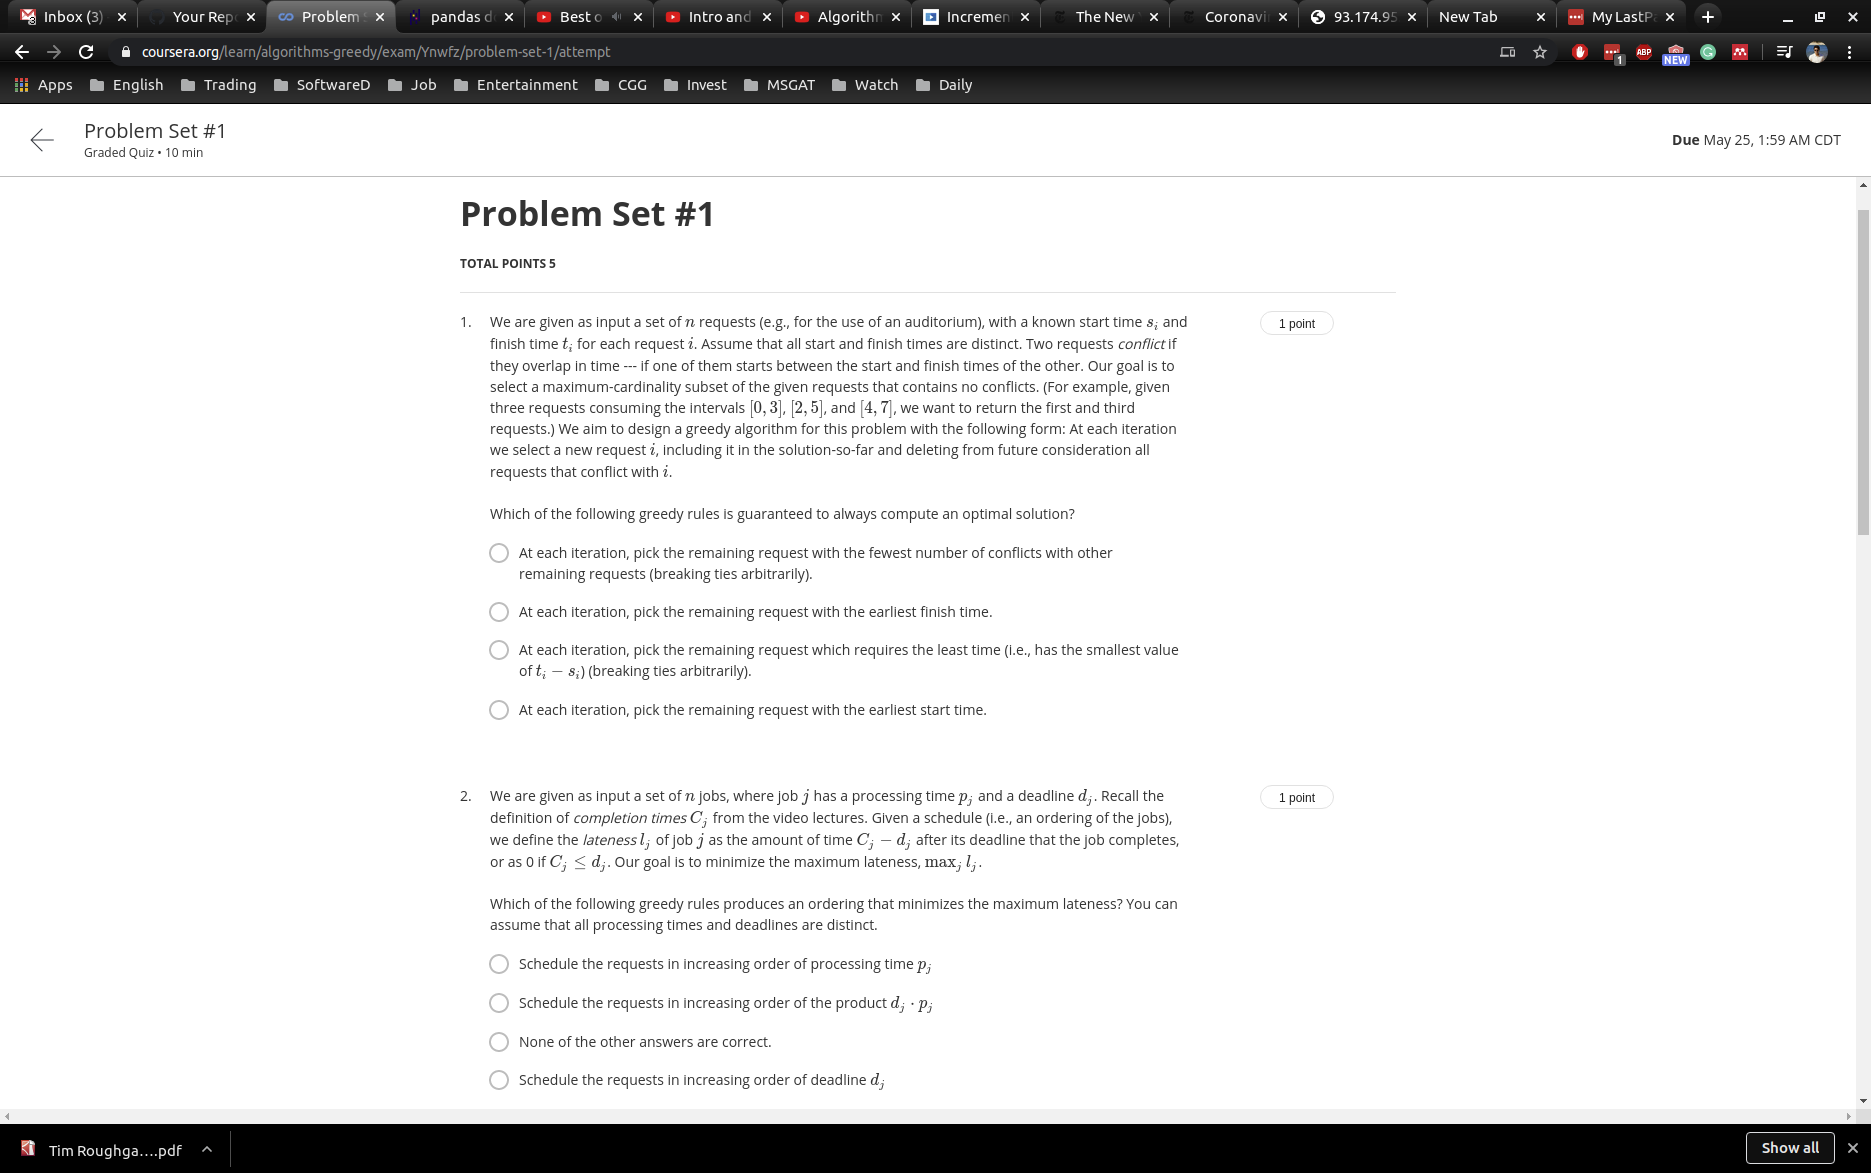 Inbox (3) Your Rep Problem pandas d Best o Intro and Algorithm Incremen The New Coronavi 93.174.95 New Tab My LastP
coursera.org/learn/algorithms-greedy/exam/Ynwfz/problem-set-1/attempt
1 ABP NEW
Apps English Trading SoftwareD Job Entertainment CGG Invest MSGAT Watch Daily
Problem Set #1
Graded Quiz • 10 min
Due May 25, 1:59 AM CDT
Problem Set #1
TOTAL POINTS 5
1. We are given as input a set of n requests (e.g., for the use of an auditorium), with a known start time s_i and
1 point
finish time t_i for each request i. Assume that all start and finish times are distinct. Two requests conflict if
they overlap in time --- if one of them starts between the start and finish times of the other. Our goal is to
select a maximum-cardinality subset of the given requests that contains no conflicts. (For example, given
three requests consuming the intervals [0, 3], [2, 5], and [4, 7], we want to return the first and third
requests.) We aim to design a greedy algorithm for this problem with the following form: At each iteration
we select a new request i, including it in the solution-so-far and deleting from future consideration all
requests that conflict with i.
Which of the following greedy rules is guaranteed to always compute an optimal solution?
At each iteration, pick the remaining request with the fewest number of conflicts with other
remaining requests (breaking ties arbitrarily).
At each iteration, pick the remaining request with the earliest finish time.
At each iteration, pick the remaining request which requires the least time (i.e., has the smallest value
of t_i − s_i) (breaking ties arbitrarily).
At each iteration, pick the remaining request with the earliest start time.
2. We are given as input a set of n jobs, where job j has a processing time p_j and a deadline d_j. Recall the
1 point
definition of completion times C_j from the video lectures. Given a schedule (i.e., an ordering of the jobs),
we define the lateness l_j of job j as the amount of time C_j − d_j after its deadline that the job completes,
or as 0 if C_j ≤ d_j. Our goal is to minimize the maximum lateness, max_j l_j.
Which of the following greedy rules produces an ordering that minimizes the maximum lateness? You can
assume that all processing times and deadlines are distinct.
Schedule the requests in increasing order of processing time p_j
Schedule the requests in increasing order of the product d_j · p_j
None of the other answers are correct.
Schedule the requests in increasing order of deadline d_j
Tim Roughga....pdf
Show all